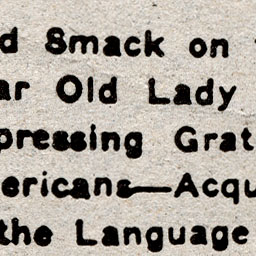 d Smack on
ar Old Lady
pressing Grat
ericans—Acqu
the Language